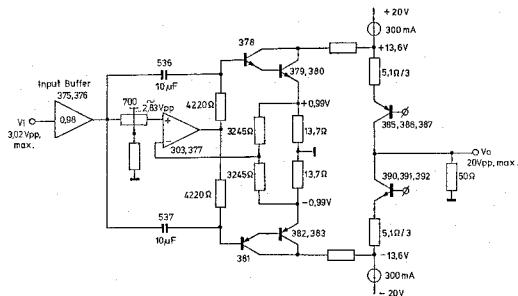 +20V
300mA
378
536
10µF
379,380
+13,6V
5,1Ω/3
Input Buffer
375,376
0,98
Vi
3,02Vpp,
max.
700
≈
2,83Vpp
+
-
303,377
4220Ω
+0,99V
3245Ω
13,7Ω
385,386,387
Vo
20Vpp, max.
3245Ω
13,7Ω
390,391,392
50Ω
4220Ω
-0,99V
537
10µF
382,383
381
5,1Ω/3
-13,6V
300mA
-20V